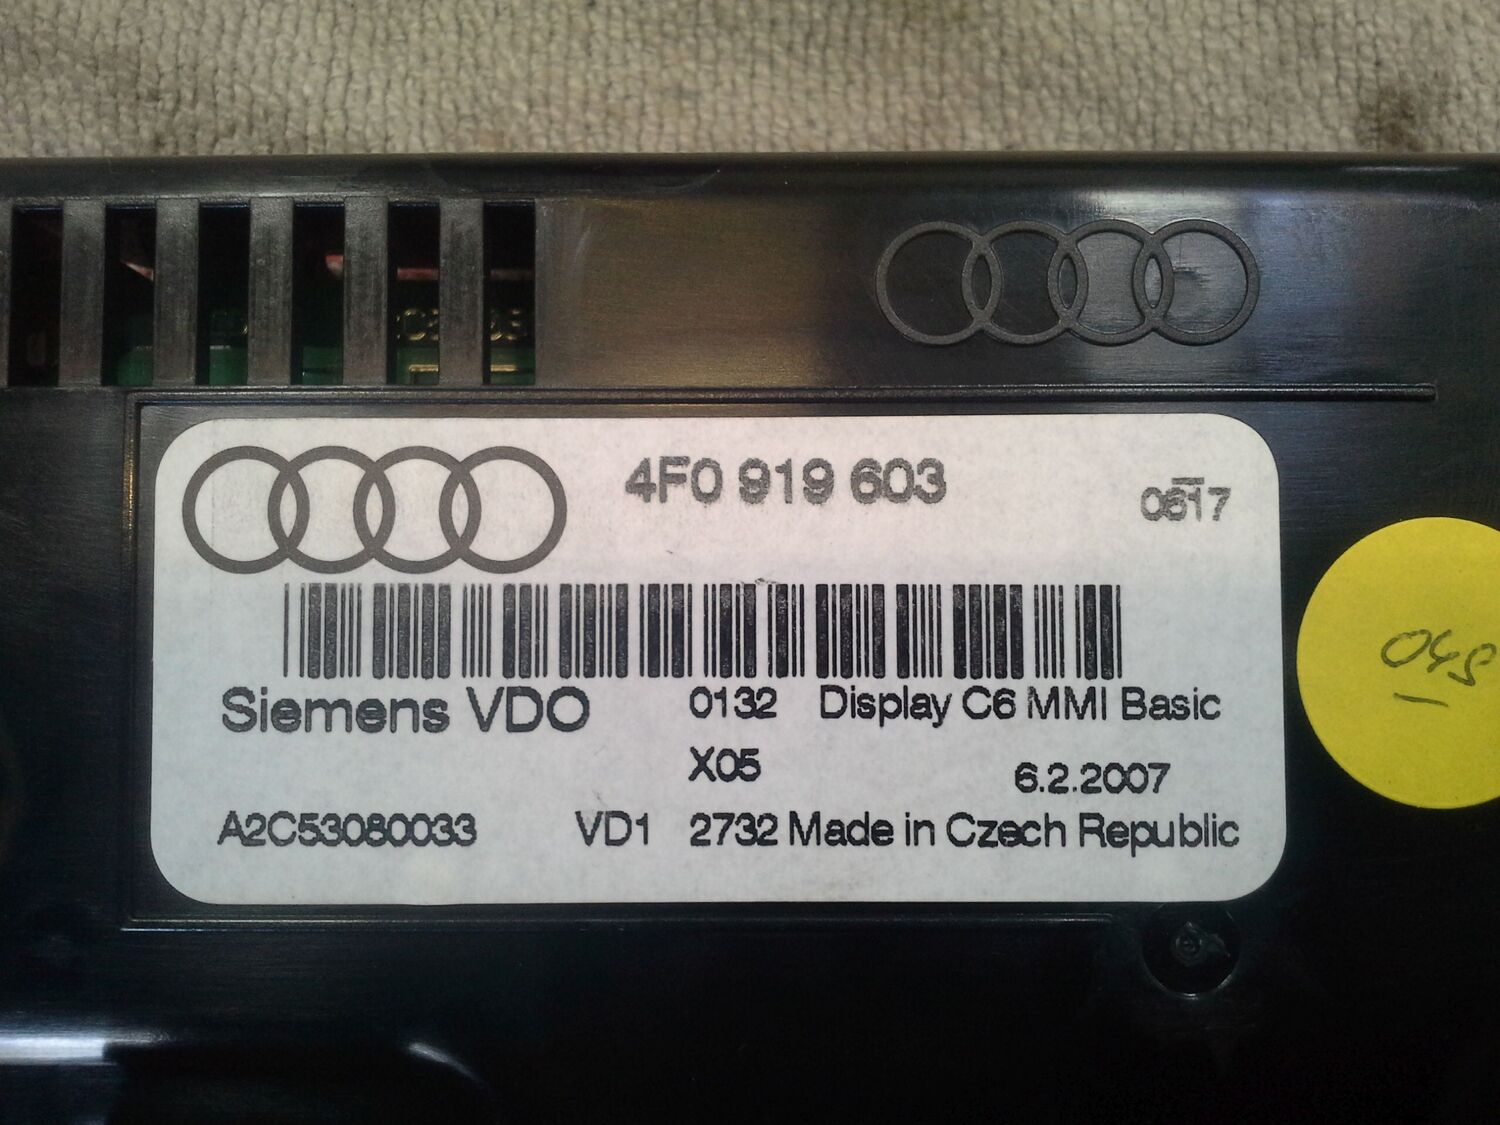 4F0 919 603
0617
Siemens VDO 0132 Display C6 MMI Basic
X05 6.2.2007
A2C53080033 VD1 2732 Made in Czech Republic